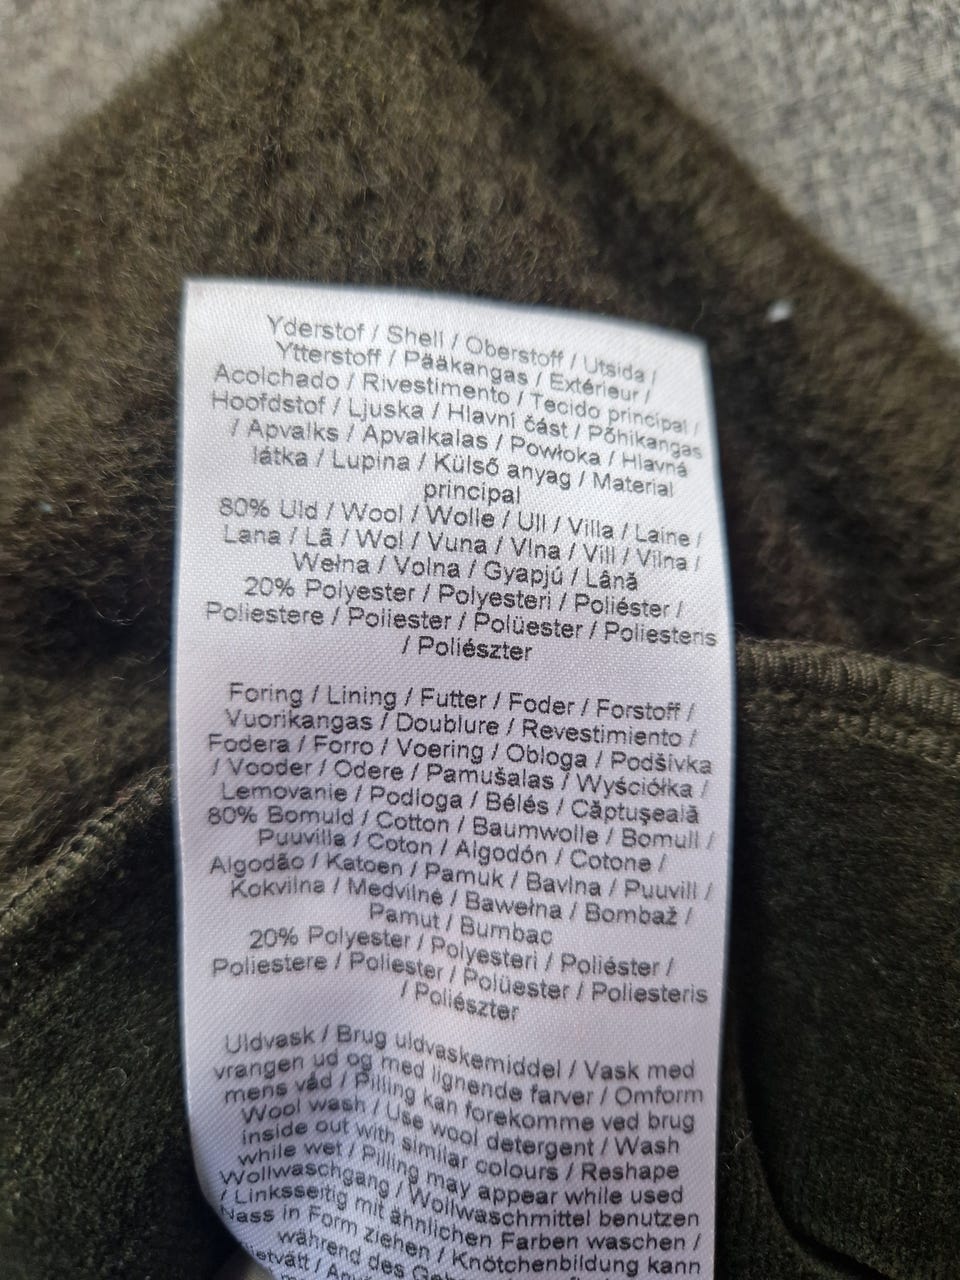 Yderstof / Shell / Oberstoff / Utsida /
Ytterstoff / Pääkangas / Extérieur /
Acolchado / Rivestimento / Tecido principal /
Hoofdstof / Ljuska / Hlavní část / Põhikangas
/ Apvalks / Apvalkalas / Powłoka / Hlavná
látka / Lupina / Külső anyag / Material
principal
80% Uld / Wool / Wolle / Ull / Villa / Laine /
Lana / Lã / Wol / Vuna / Vlna / Vill / Vilna /
Wełna / Volna / Gyapjú / Lână
20% Polyester / Polyesteri / Poliéster /
Poliestere / Poliester / Polüester / Poliesteris
/ Poliészter
Foring / Lining / Futter / Foder / Forstoff /
Vuorikangas / Doublure / Revestimiento /
Fodera / Forro / Voering / Obloga / Podšívka
/ Vooder / Odere / Pamušalas / Wyściółka /
Lemovanie / Podloga / Bélés / Căptuşeală
80% Bomuld / Cotton / Baumwolle / Bomull /
Puuvilla / Coton / Algodón / Cotone /
Algodão / Katoen / Pamuk / Bavlna / Puuvill /
Kokvilna / Medvilnė / Bawełna / Bombaž /
Pamut / Bumbac
20% Polyester / Polyesteri / Poliéster /
Poliestere / Poliester / Polüester / Poliesteris
/ Poliészter
Uldvask / Brug uldvaskemiddel / Vask med
vrangen ud og med lignende farver / Omform
mens våd / Pilling kan forekomme ved brug
Wool wash / Use wool detergent / Wash
inside out with similar colours / Reshape
while wet / Pilling may appear while used
Wollwaschgang / Wollwaschmittel benutzen
/ Linksseitig mit ähnlichen Farben waschen /
Nass in Form ziehen / Knötchenbildung kann
während des